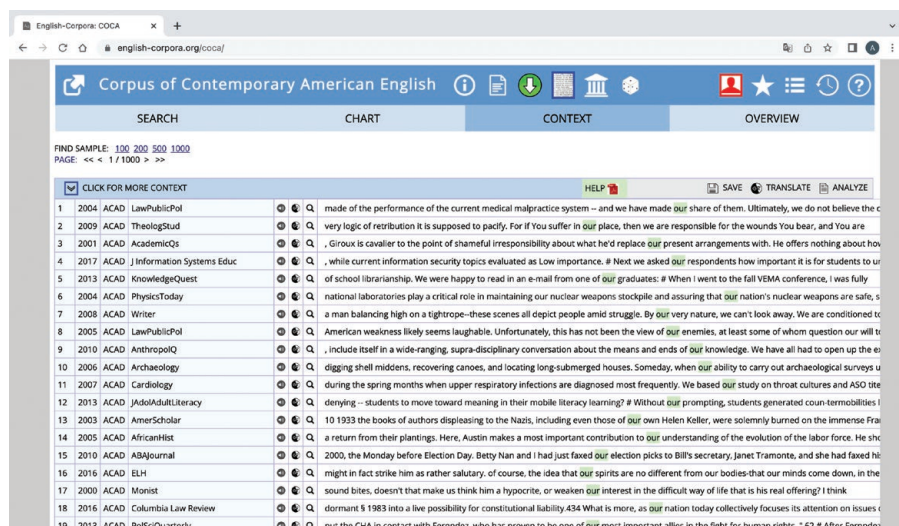 English-Corpora: COCA
english-corpora.org/coca/
A
Corpus of Contemporary American English
SEARCH CHART CONTEXT OVERVIEW
FIND SAMPLE: 100 200 500 1000
PAGE: << < 1 / 1000 > >>
CLICK FOR MORE CONTEXT HELP SAVE TRANSLATE ANALYZE
1 2004 ACAD LawPublicPol made of the performance of the current medical malpractice system -- and we have made our share of them. Ultimately, we do not believe the
2 2009 ACAD TheologStud very logic of retribution it is supposed to pacify. For if You suffer in our place, then we are responsible for the wounds You bear, and You are
3 2001 ACAD AcademicQs , Giroux is cavalier to the point of shameful irresponsibility about what he'd replace our present arrangements with. He offers nothing about
4 2017 ACAD J Information Systems Educ , while current information security topics evaluated as Low importance. # Next we asked our respondents how important it is for students to
5 2013 ACAD KnowledgeQuest of school librarianship. We were happy to read in an e-mail from one of our graduates: # When I went to the fall VEMA conference, I was fully
6 2004 ACAD PhysicsToday national laboratories play a critical role in maintaining our nuclear weapons stockpile and assuring that our nation's nuclear weapons are safe,
7 2008 ACAD Writer a man balancing high on a tightrope--these scenes all depict people amid struggle. By our very nature, we can't look away. We are conditioned to
8 2005 ACAD LawPublicPol American weakness likely seems laughable. Unfortunately, this has not been the view of our enemies, at least some of whom question our will
9 2010 ACAD AnthropolQ , include itself in a wide-ranging, supra-disciplinary conversation about the means and ends of our knowledge. We have all had to open up the
10 2006 ACAD Archaeology digging shell middens, recovering canoes, and locating long-submerged houses. Someday, when our ability to carry out archaeological surveys
11 2007 ACAD Cardiology during the spring months when upper respiratory infections are diagnosed most frequently. We based our study on throat cultures and ASO
12 2013 ACAD JAdolAdultLiteracy denying -- students to move toward meaning in their mobile literacy learning? # Without our prompting, students generated coun-termobilities
13 2003 ACAD AmerScholar 10 1933 the books of authors displeasing to the Nazis, including even those of our own Helen Keller, were solemnly burned on the immense
14 2005 ACAD AfricanHist a return from their plantings. Here, Austin makes a most important contribution to our understanding of the evolution of the labor force. He
15 2010 ACAD ABAJournal 2000, the Monday before Election Day. Betty Nan and I had just faxed our election picks to Bill's secretary, Janet Tramonte, and she had faxed
16 2016 ACAD ELH might in fact strike him as rather salutary. of course, the idea that our spirits are no different from our bodies-that our minds come down, in the
17 2000 ACAD Monist sound bites, doesn't that make us think him a hypocrite, or weaken our interest in the difficult way of life that is his real offering? I think
18 2016 ACAD Columbia Law Review dormant § 1983 into a live possibility for constitutional liability.434 What is more, as our nation today collectively focuses its attention on issues
19 2013 ACAD PolSciQuarterly